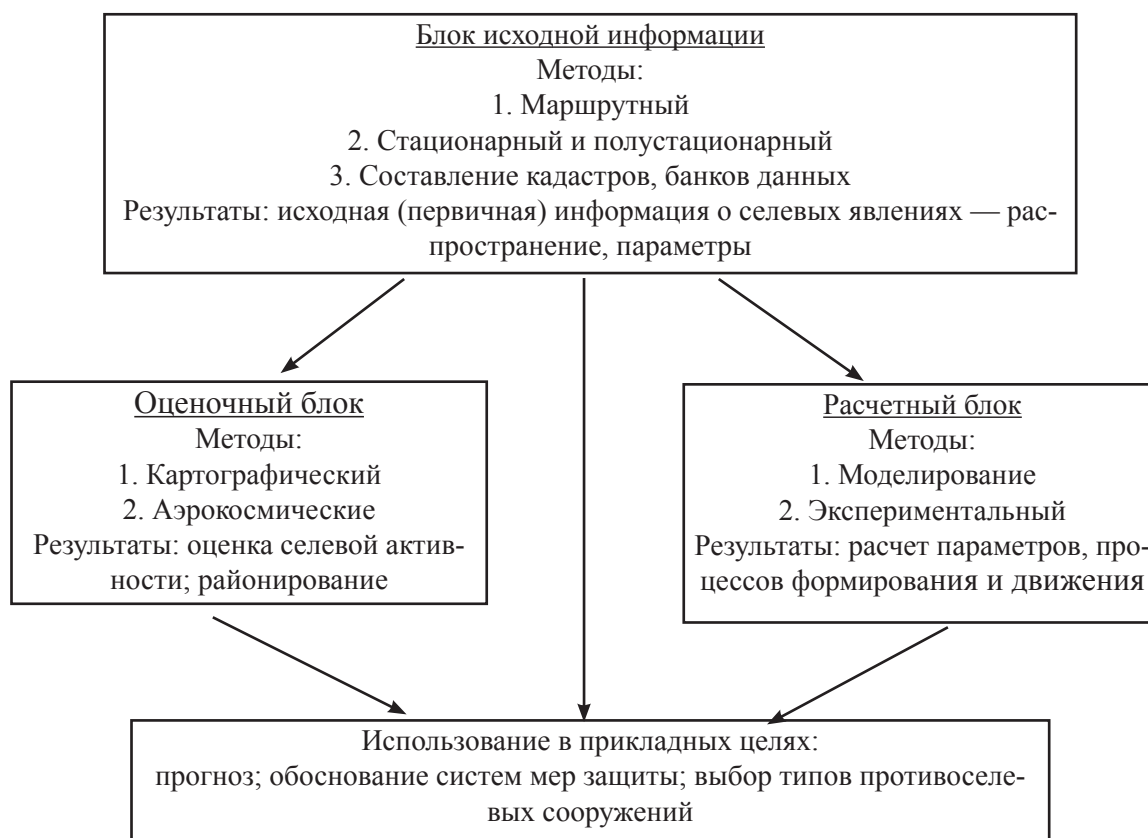 Блок исходной информации
Методы:
1. Маршрутный
2. Стационарный и полустационарный
3. Составление кадастров, банков данных
Результаты: исходная (первичная) информация о селевых явлениях — рас-
пространение, параметры
Оценочный блок
Методы:
1. Картографический
2. Аэрокосмические
Результаты: оценка селевой актив-
ности; районирование
Расчетный блок
Методы:
1. Моделирование
2. Экспериментальный
Результаты: расчет параметров, про-
цессов формирования и движения
Использование в прикладных целях:
прогноз; обоснование систем мер защиты; выбор типов противоселе-
вых сооружений